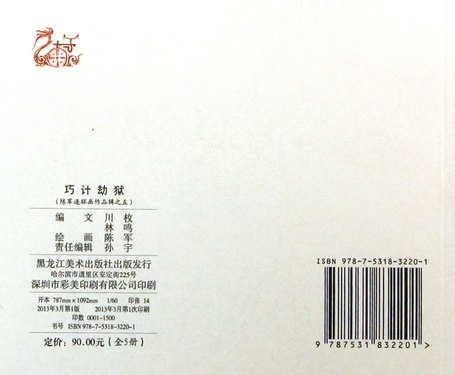 巧计劫狱
(陈军连环画作品辑之五)
编 文 川 枚
林 鸣
绘 画 陈 军
责任编辑 孙 宇
黑龙江美术出版社出版发行
哈尔滨市道里区安定街225号
深圳市彩美印刷有限公司印刷
开本 787mm×1092mm 1/60 印张 14
2013年3月第1版 2013年3月第1次印刷
印数 0001-1500
书号 ISBN 978-7-5318-3220-1
定价：90.00元（全5册）
ISBN 978-7-5318-3220-1
9 787531 832201 >